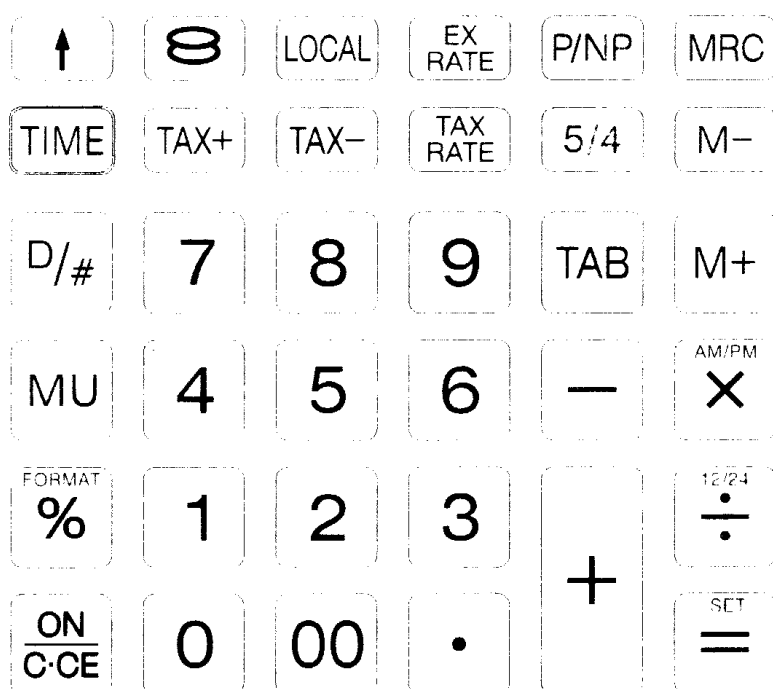 ↑ LOCAL EX RATE P/NP MRC
TIME TAX+ TAX− TAX RATE 5/4 M−
D/# 7 8 9 TAB M+
AM/PM
MU 4 5 6 − ×
FORMAT 12/24
% 1 2 3 + ÷
SET
ON C·CE 0 00 · =